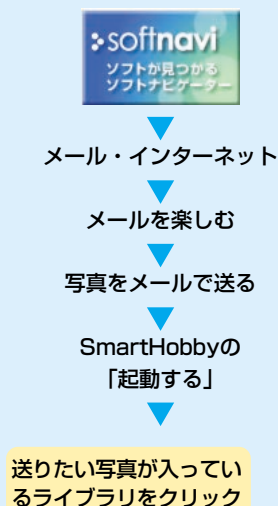 softnavi
ソフトが見つかる
ソフトナビゲーター
メール・インターネット
メールを楽しむ
写真をメールで送る
SmartHobbyの
「起動する」
送りたい写真が入ってい
るライブラリをクリック